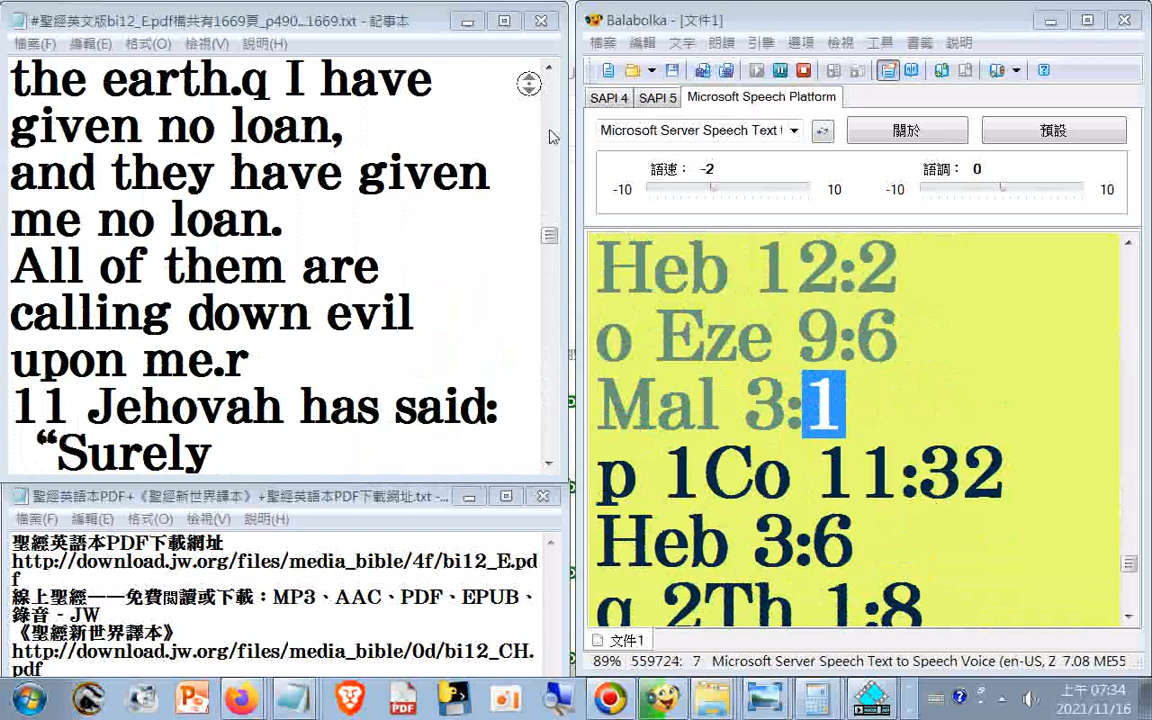 #聖經英文版bi12_E.pdf檔共有1669頁_p490...1669.txt - 記事本
檔案(F) 編輯(E) 格式(O) 檢視(V) 說明(H)
the earth.q I have
given no loan,
and they have given
me no loan.
All of them are
calling down evil
upon me.r
11 Jehovah has said:
“Surely
聖經英語本PDF+《聖經新世界譯本》+聖經英語本PDF下載網址.txt -...
檔案(F) 編輯(E) 格式(O) 檢視(V) 說明(H)
聖經英語本PDF下載網址
http://download.jw.org/files/media_bible/4f/bi12_E.pd
f
線上聖經——免費閱讀或下載：MP3、AAC、PDF、EPUB、
錄音 - JW
《聖經新世界譯本》
http://download.jw.org/files/media_bible/0d/bi12_CH.
pdf
Balabolka - [文件1]
檔案 編輯 文字 朗讀 引擎 選項 檢視 工具 書籤 說明
SAPI 4 SAPI 5 Microsoft Speech Platform
Microsoft Server Speech Text t 關於 預設
語速： -2 語調： 0
-10 10 -10 10
Heb 12:2
o Eze 9:6
Mal 3:1
p 1Co 11:32
Heb 3:6
q 2Th 1:8
文件1
89% 559724: 7 Microsoft Server Speech Text to Speech Voice (en-US, Z 7.08 ME55
上午 07:34
2021/11/16